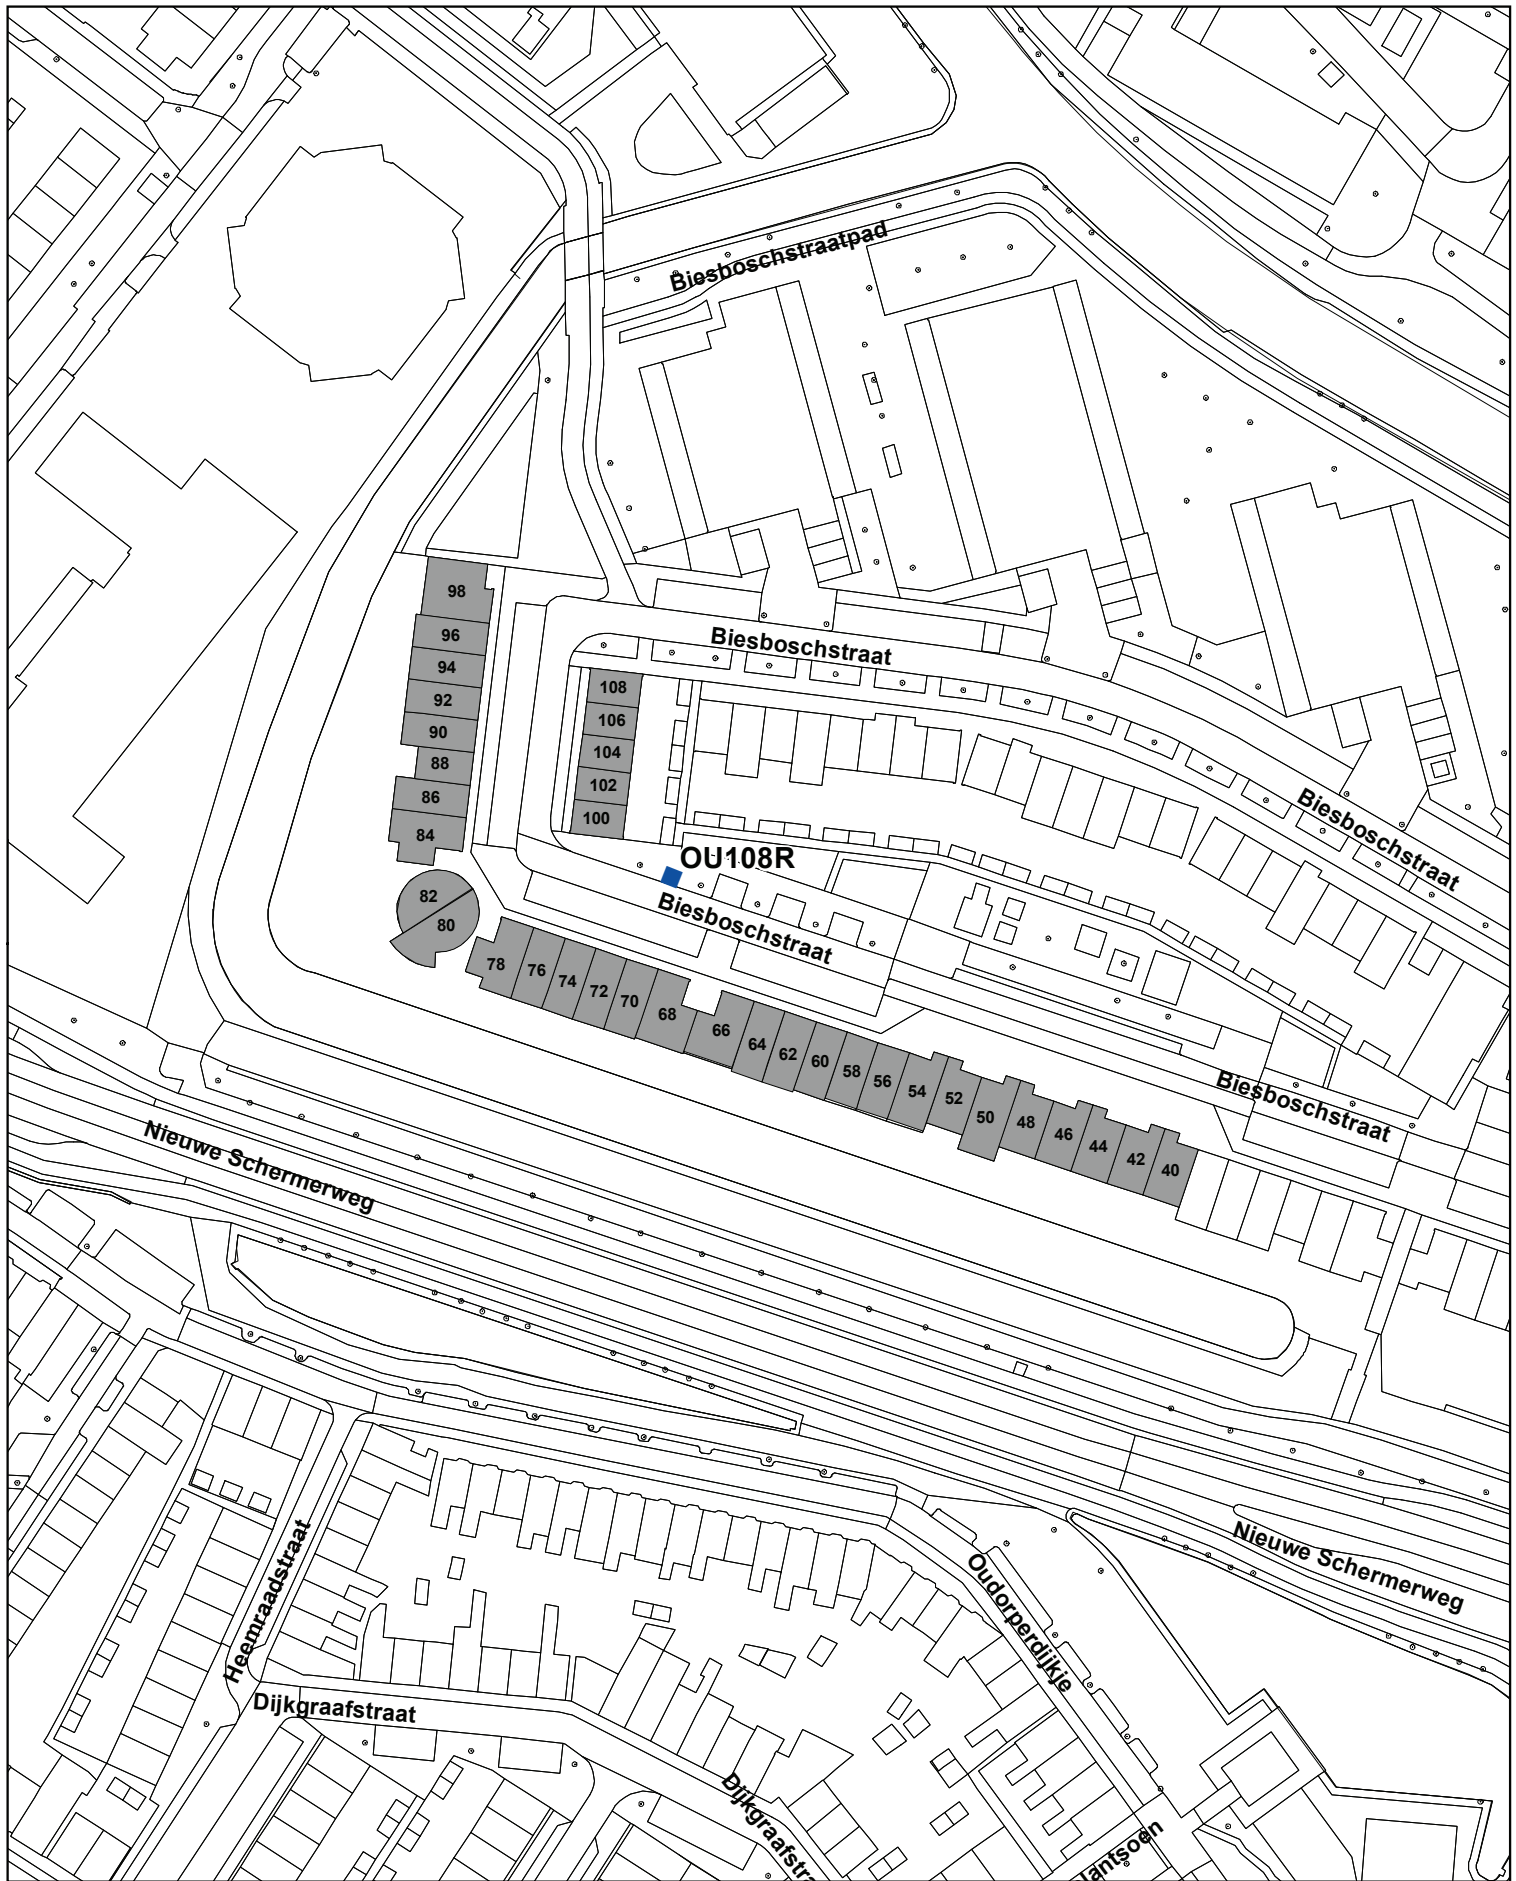 Biesboschstraatpad
98
96
94
92
90
88
86
84
82
80
Biesboschstraat
108
106
104
102
100
OU108R
Biesboschstraat
Biesboschstraat
78
76
74
72
70
68
66
64
62
60
58
56
54
52
50
48
46
44
42
40
Biesboschstraat
Nieuwe Schermerweg
Nieuwe Schermerweg
Heemraadstraat
Oudorperdijkje
Dijkgraafstraat
Dijkgraafstra
lantsoen